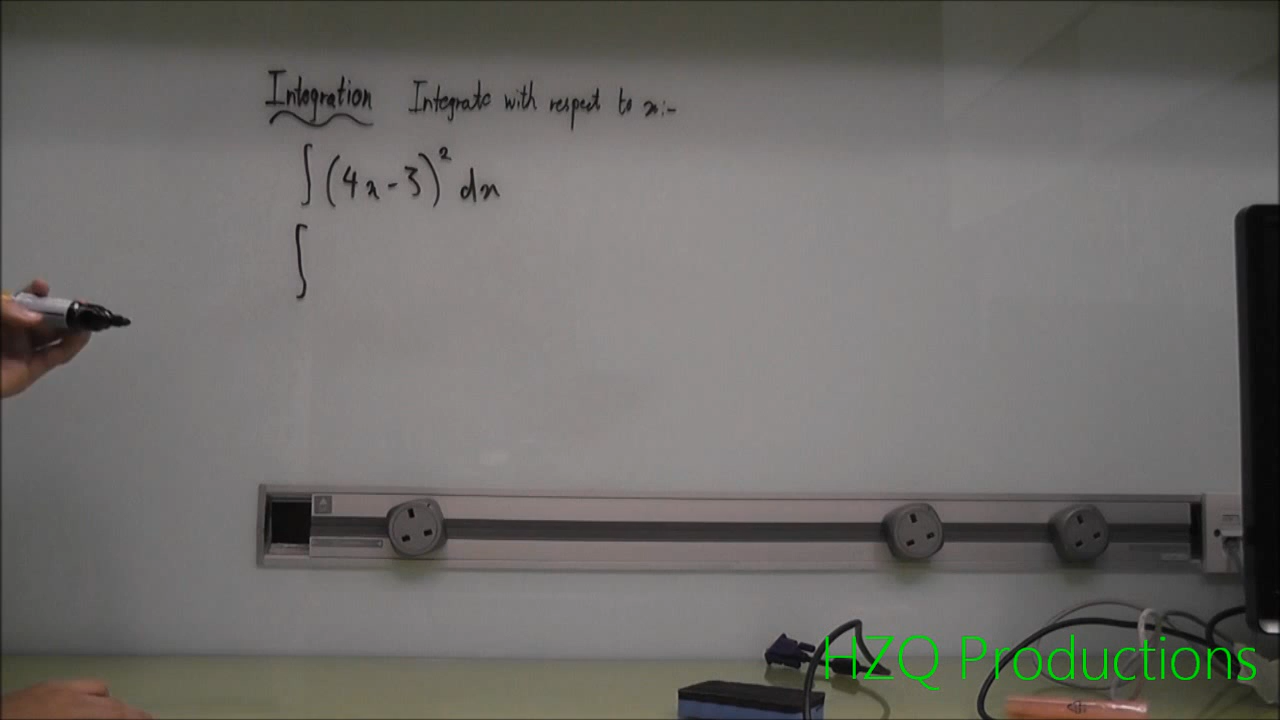 Integration Integrate with respect to x:-
∫(4x-3)² dx
∫
HZQ Productions